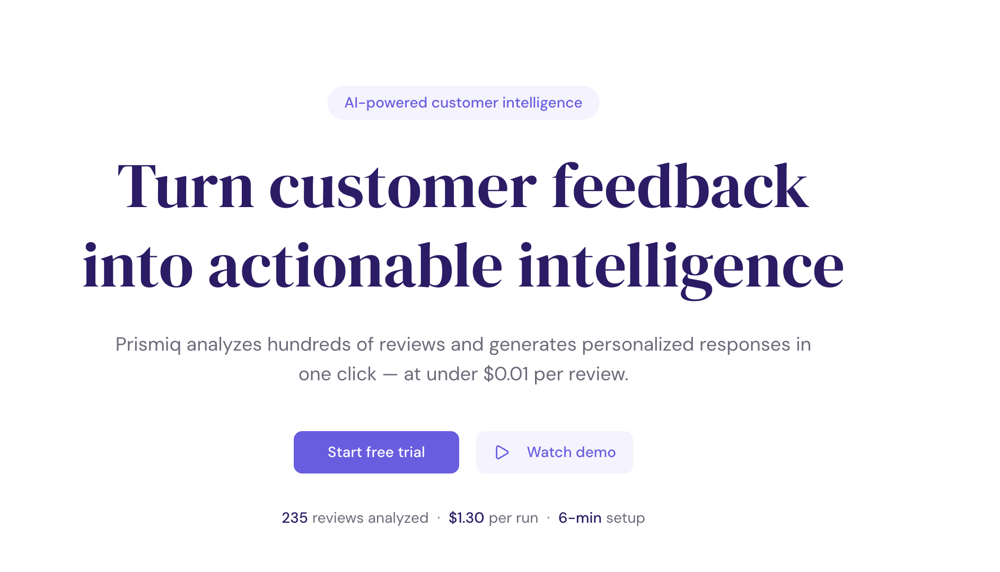 AI-powered customer intelligence
Turn customer feedback
into actionable intelligence
Prismiq analyzes hundreds of reviews and generates personalized responses in
one click — at under $0.01 per review.
Start free trial
Watch demo
235 reviews analyzed · $1.30 per run · 6-min setup